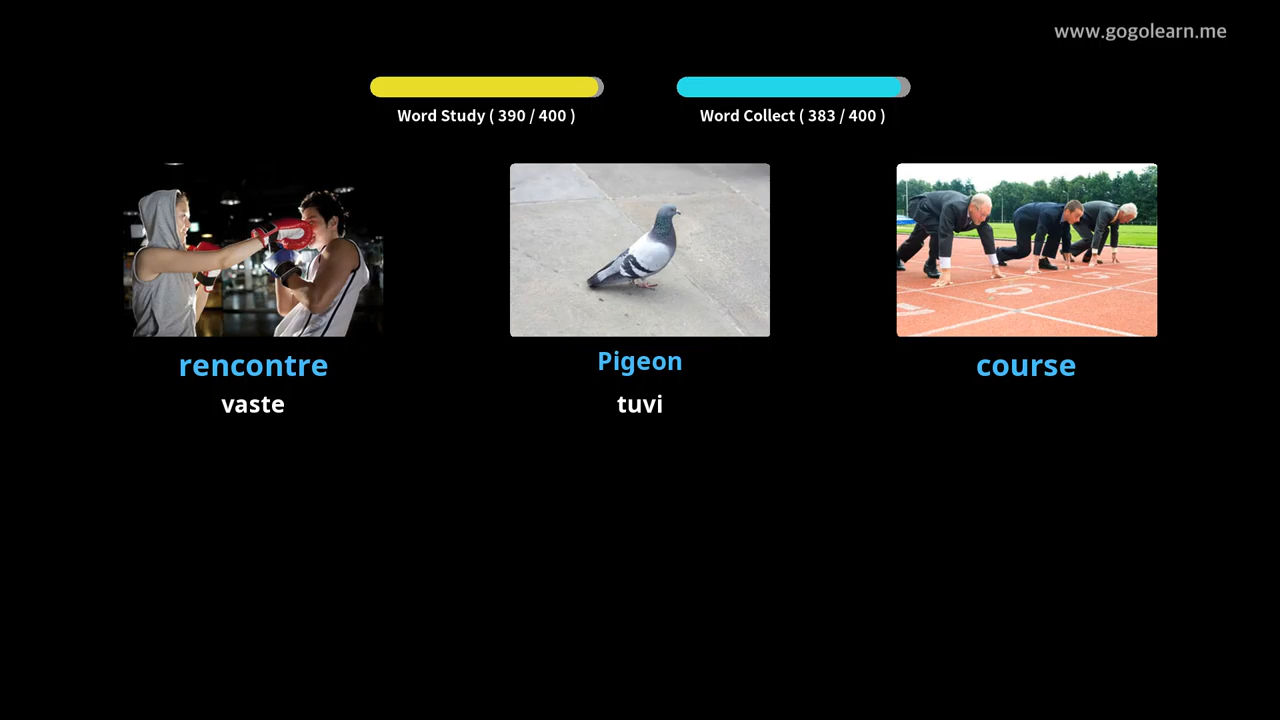 www.gogolearn.me
Word Study ( 390 / 400 )
Word Collect ( 383 / 400 )
rencontre
vaste
Pigeon
tuvi
course